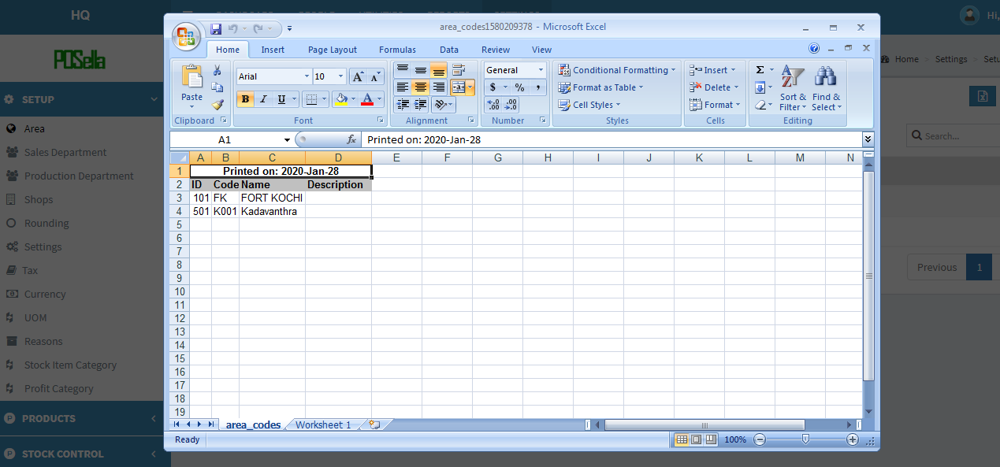 HQ
Hi,
POSella
SETUP
Area
Sales Department
Production Department
Shops
Rounding
Settings
Tax
Currency
UOM
Reasons
Stock Item Category
Profit Category
PRODUCTS
STOCK CONTROL
area_codes1580209378 - Microsoft Excel
Home Insert Page Layout Formulas Data Review View
Paste
Clipboard
Arial 10
B I U
Font
Alignment
General
$ % ,
Number
Conditional Formatting
Format as Table
Cell Styles
Styles
Insert
Delete
Format
Cells
Σ
Sort & Filter
Find & Select
Editing
A1 fx Printed on: 2020-Jan-28
A B C D E F G H I J K L M N
1 Printed on: 2020-Jan-28
2 ID Code Name Description
3 101 FK FORT KOCHI
4 501 K001 Kadavanthra
5
6
7
8
9
10
11
12
13
14
15
16
17
18
19
area_codes Worksheet 1
Ready 100%
Home > Settings > Setu
Search...
Previous 1